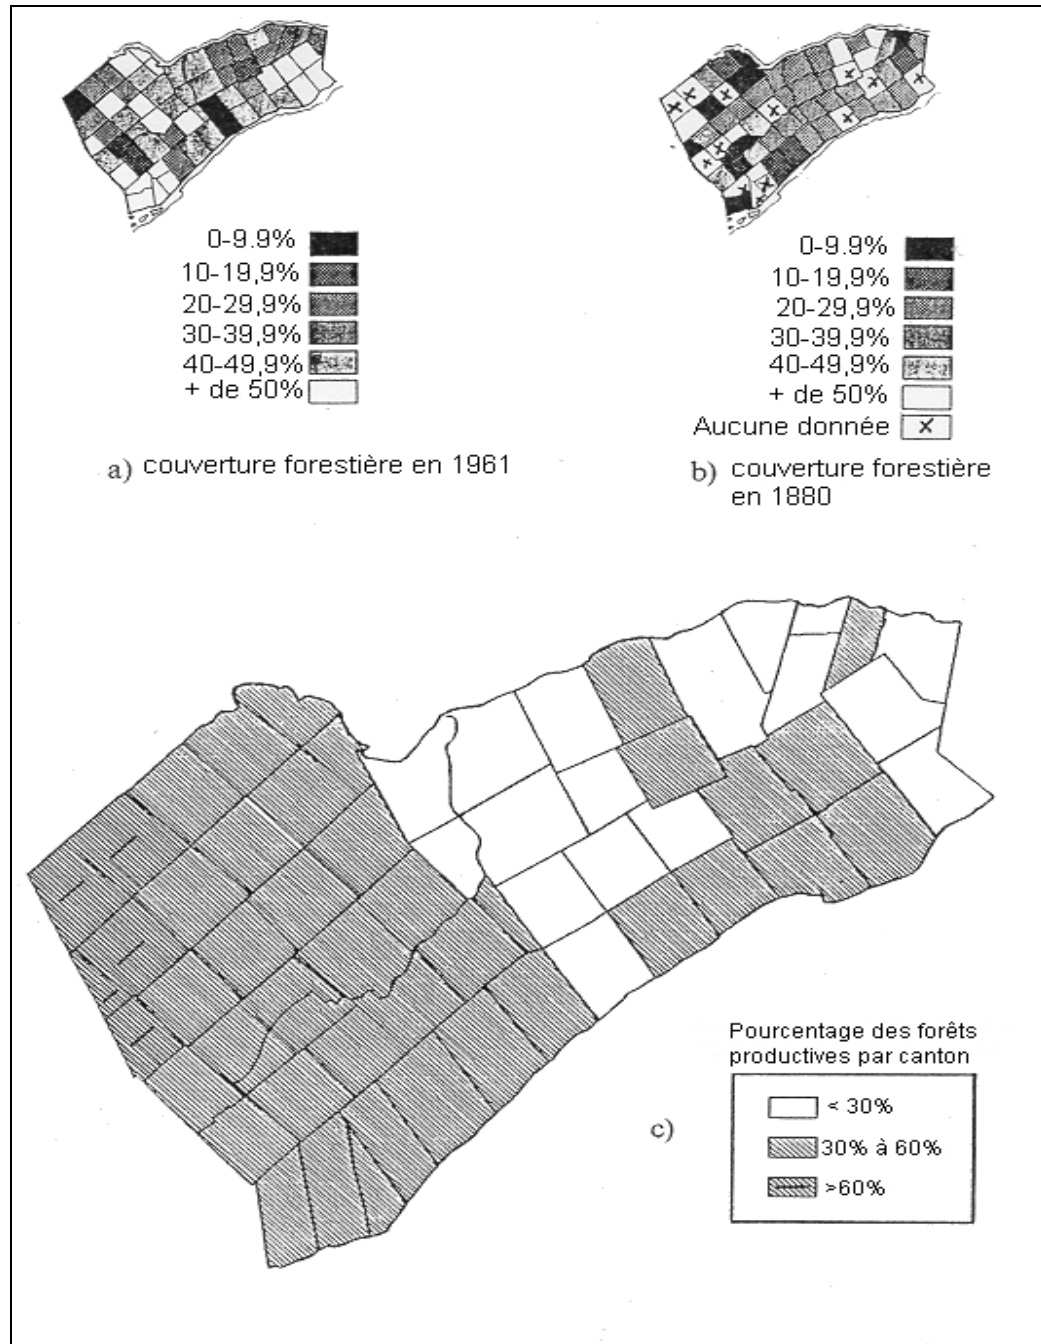 0-9.9%
10-19,9%
20-29,9%
30-39,9%
40-49,9%
+ de 50%
a) couverture forestière en 1961
0-9.9%
10-19,9%
20-29,9%
30-39,9%
40-49,9%
+ de 50%
Aucune donnée
b) couverture forestière
en 1880
Pourcentage des forêts
productives par canton
< 30%
30% à 60%
>60%
c)